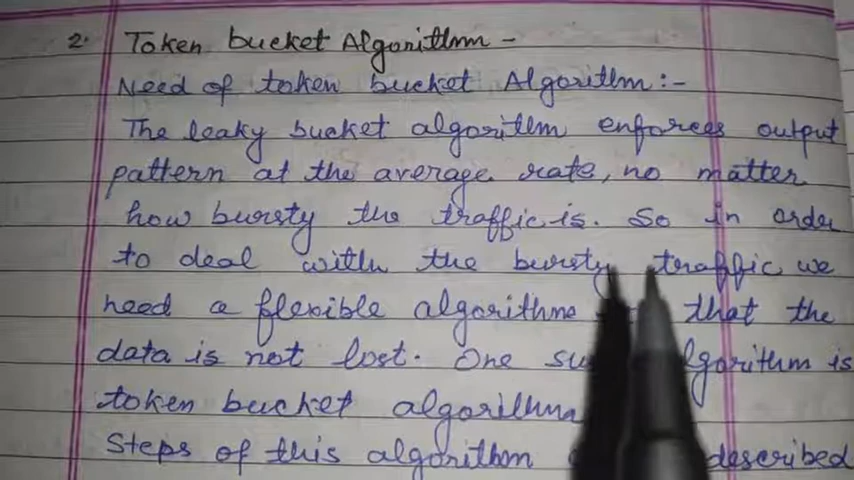 2. Token bucket Algorithm -
Need of token bucket Algorithm :-
The leaky bucket algorithm enforces output
pattern at the average rate, no matter
how bursty the traffic is. So in order
to deal with the bursty traffic we
need a flexible algorithm that the
data is not lost. One algorithm is
token bucket algorithm
Steps of this algorithm described